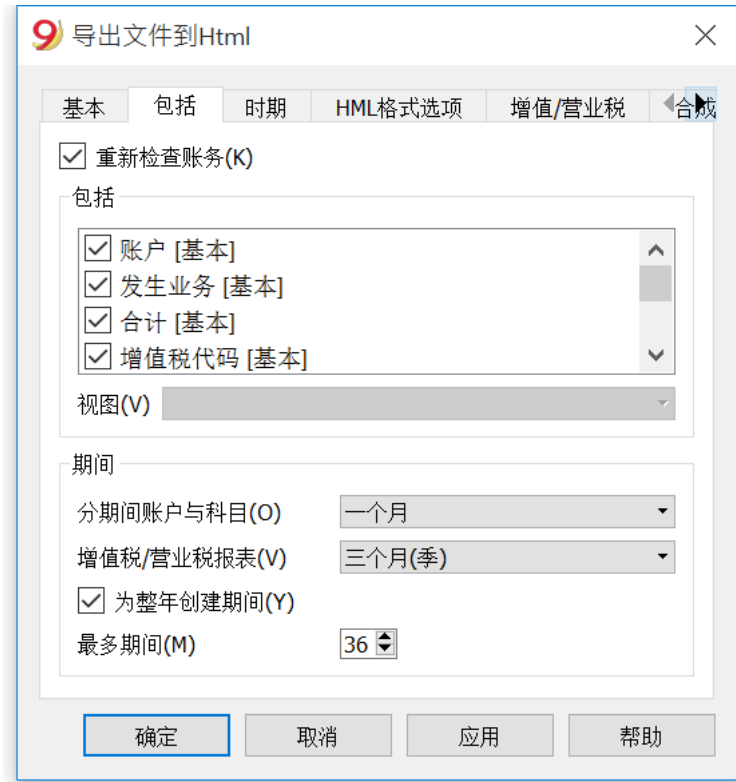 9 导出文件到Html
基本 包括 时期 HML格式选项 增值/营业税 合成
重新检查账务(K)
包括
账户 [基本]
发生业务 [基本]
合计 [基本]
增值税代码 [基本]
视图(V)
期间
分期间账户与科目(O) 一个月
增值税/营业税报表(V) 三个月(季)
为整年创建期间(Y)
最多期间(M) 36
确定 取消 应用 帮助